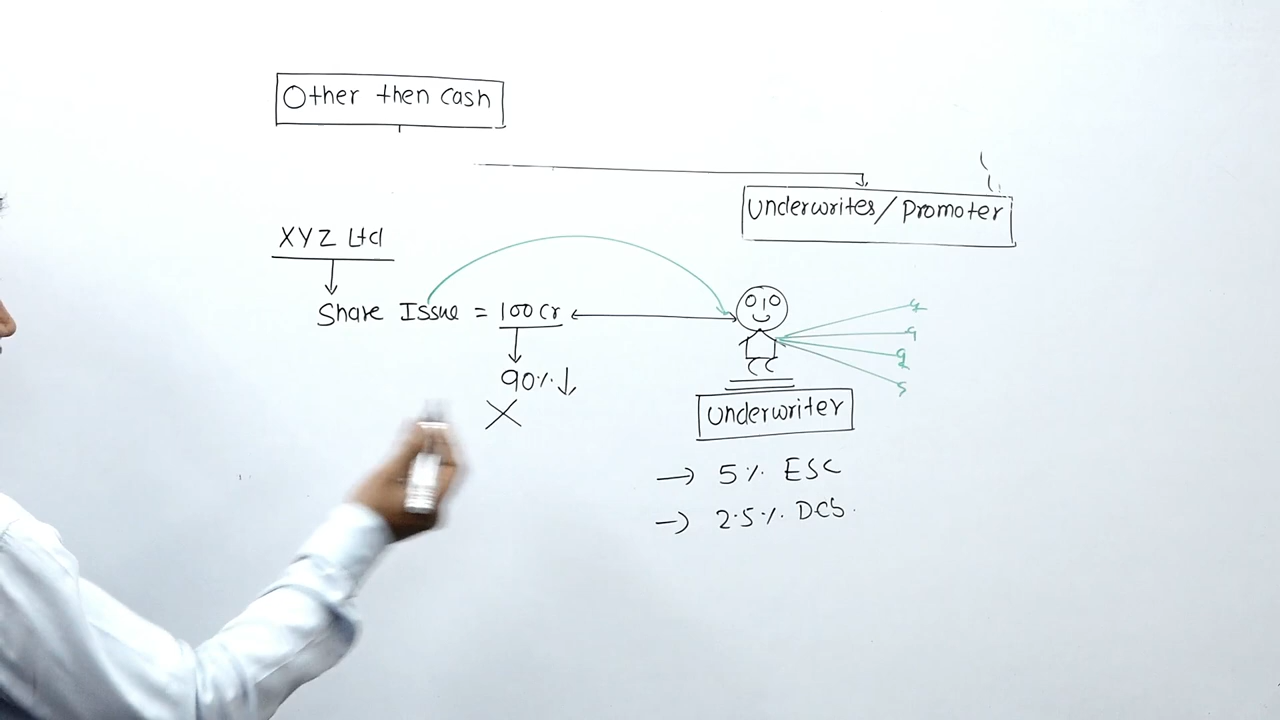 Other then cash
Underwrites/Promoter
XYZ Ltd
Share Issue = 100 Cr
90% ↓
X
Underwriter
→ 5% ESC
→ 2.5% DCS.